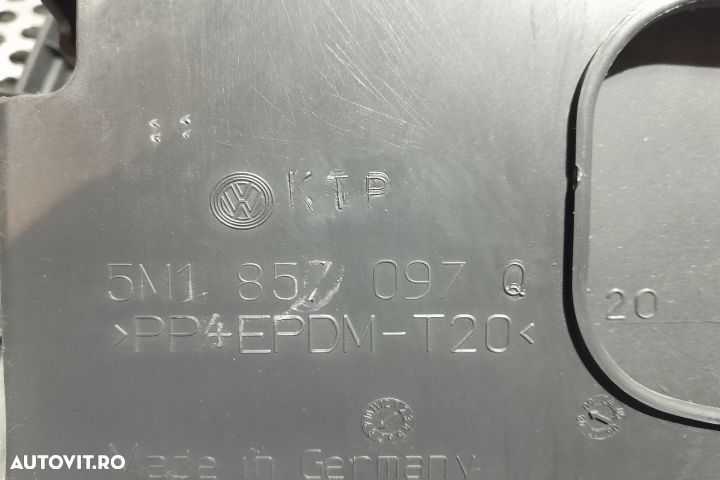 KTP
5M1 857 097 Q
>PP+EPDM-T20<
20
Made in Germany
AUTOVIT.RO